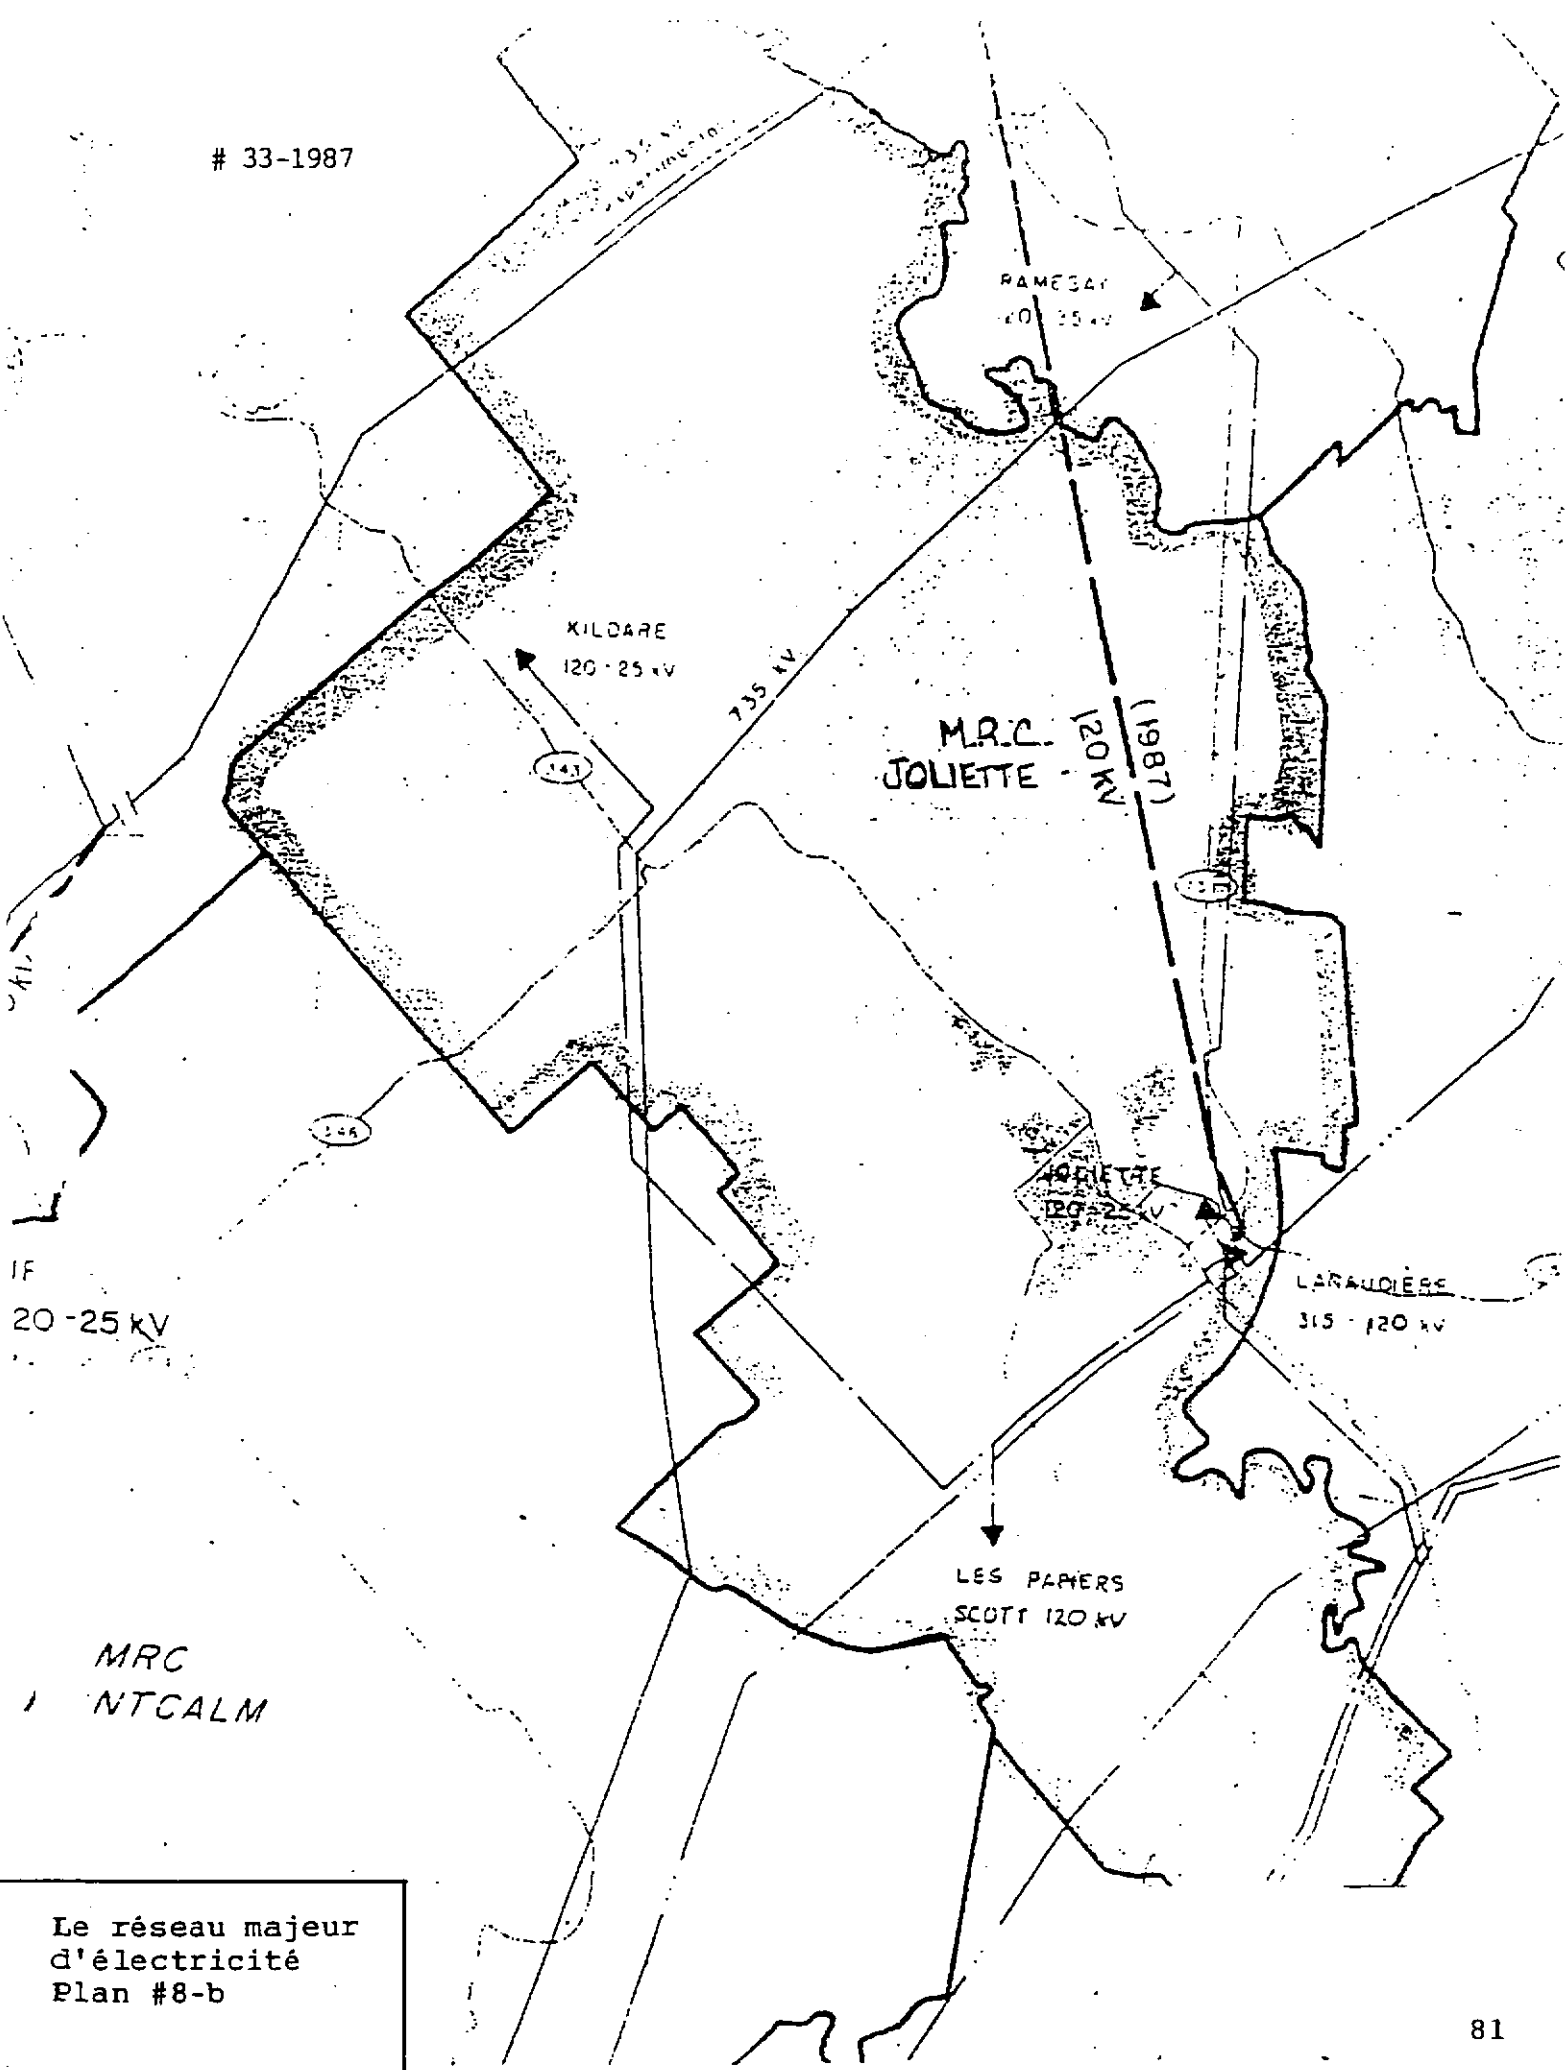 # 33-1987
KILDARE
120-25 kV
735 kV
M.R.C.
JOLIETTE
(1987)
120 KV
JOLIETTE
120-25 kV
LANAUDIÈRE
315-120 kV
20-25 kV
LES PAPIERS
SCOTT 120 kV
MRC
NTCALM
Le réseau majeur
d'électricité
Plan #8-b
81